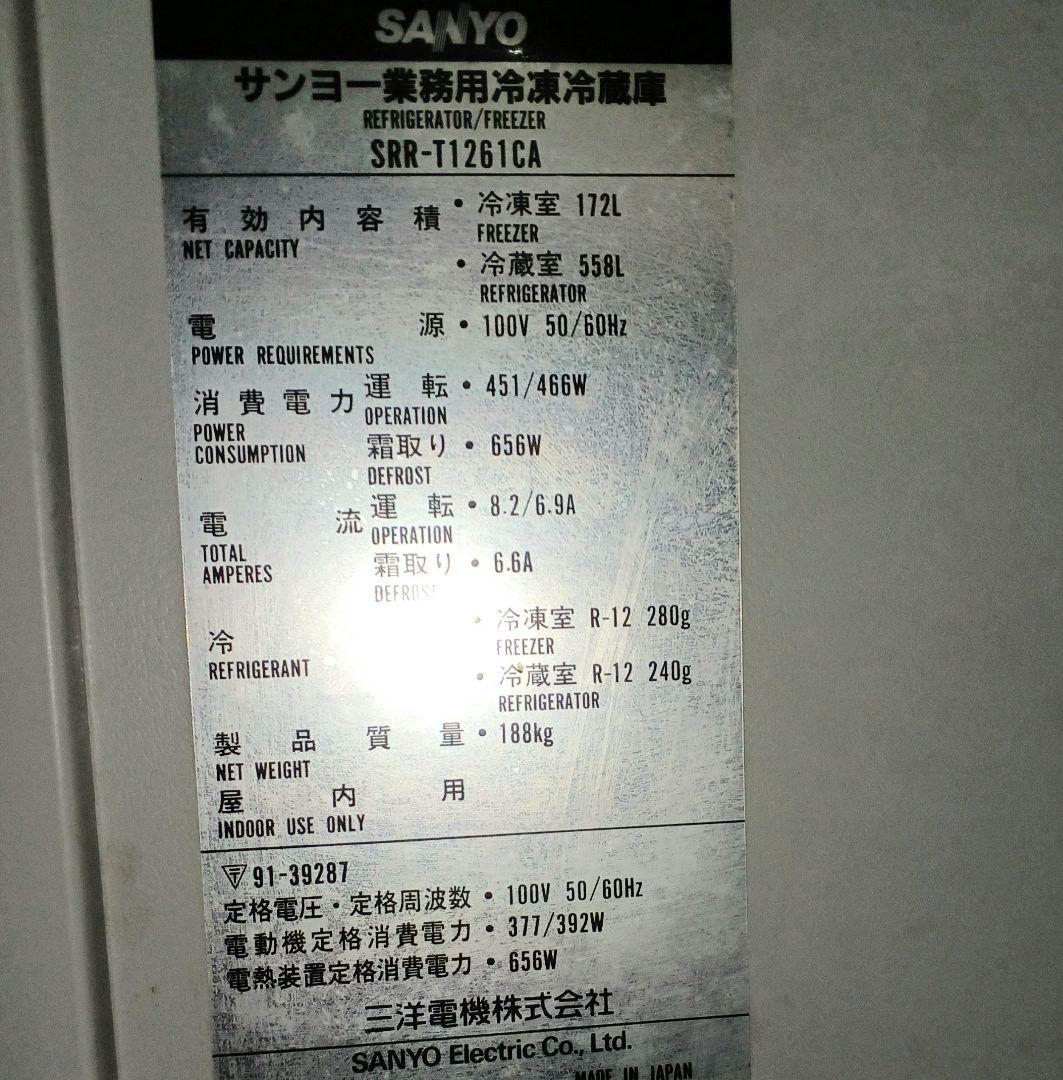 SANYO
サンヨー業務用冷凍冷蔵庫
REFRIGERATOR/FREEZER
SRR-T1261CA
有効内容積 • 冷凍室 172L
NET CAPACITY FREEZER
• 冷蔵室 558L
REFRIGERATOR
電源 • 100V 50/60Hz
POWER REQUIREMENTS
消費電力 運転 • 451/466W
POWER CONSUMPTION OPERATION
霜取り • 656W
DEFROST
電流 運転 • 8.2/6.9A
TOTAL AMPERES OPERATION
霜取り • 6.6A
DEFROST
冷 • 冷凍室 R-12 280g
REFRIGERANT FREEZER
• 冷蔵室 R-12 240g
REFRIGERATOR
製品質量 • 188kg
NET WEIGHT
屋内用
INDOOR USE ONLY
〒 91-39287
定格電圧・定格周波数 • 100V 50/60Hz
電動機定格消費電力 • 377/392W
電熱装置定格消費電力 • 656W
三洋電機株式会社
SANYO Electric Co., Ltd.
MADE IN JAPAN